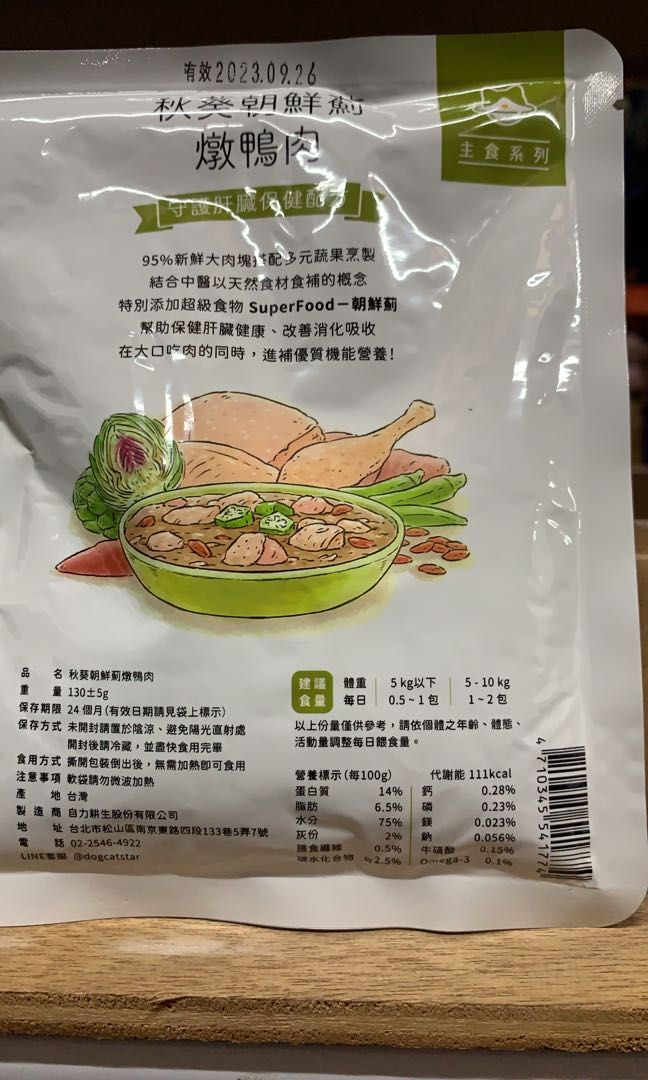 有效2023.09.26
秋葵朝鮮薊
燉鴨肉
主食系列
守護肝臟保健配方
95%新鮮大肉塊搭配多元蔬果烹製
結合中醫以天然食材食補的概念
特別添加超級食物 SuperFood－朝鮮薊
幫助保健肝臟健康、改善消化吸收
在大口吃肉的同時，進補優質機能營養！
品 名 秋葵朝鮮薊燉鴨肉
重 量 130±5g
保存期限 24個月(有效日期請見袋上標示)
保存方式 未開封請置於陰涼、避免陽光直射處
開封後請冷藏，並盡快食用完畢
食用方式 撕開包裝倒出後，無需加熱即可食用
注意事項 軟袋請勿微波加熱
產 地 台灣
製 造 商 自力耕生股份有限公司
地 址 台北市松山區南京東路四段133巷5弄7號
電 話 02-2546-4922
LINE客服 @dogcatstar
建議
食量
體重 5 kg以下 5 - 10 kg
每日 0.5~1 包 1~2 包
以上份量僅供參考，請依個體之年齡、體態、
活動量調整每日餵食量。
營養標示(每100g) 代謝能 111kcal
蛋白質 14% 鈣 0.28%
脂肪 6.5% 磷 0.23%
水分 75% 鎂 0.023%
灰份 2% 鈉 0.056%
膳食纖維 0.5% 牛磺酸 0.15%
碳水化合物 2.5% Omega-3 0.1%
4710345541774